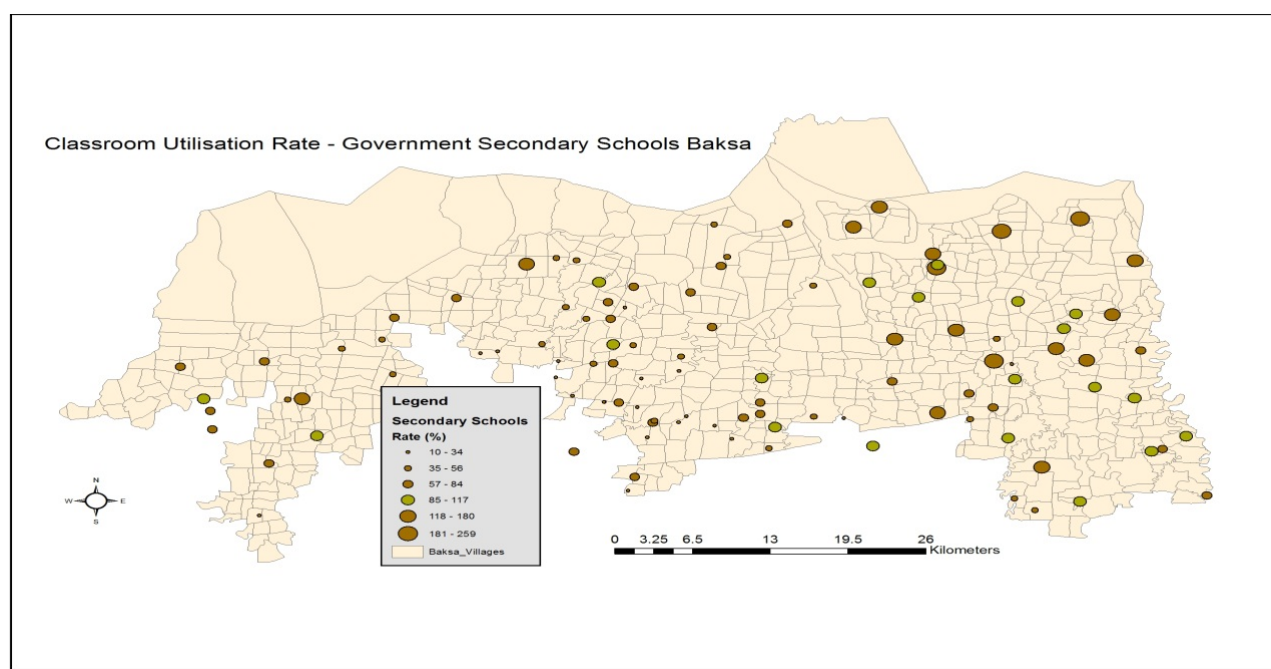 Classroom Utilisation Rate - Government Secondary Schools Baksa
Legend
Secondary Schools
Rate (%)
10 - 34
35 - 56
57 - 84
85 - 117
118 - 180
181 - 259
Baksa_Villages
N
W E
S
0 3.25 6.5 13 19.5 26
Kilometers